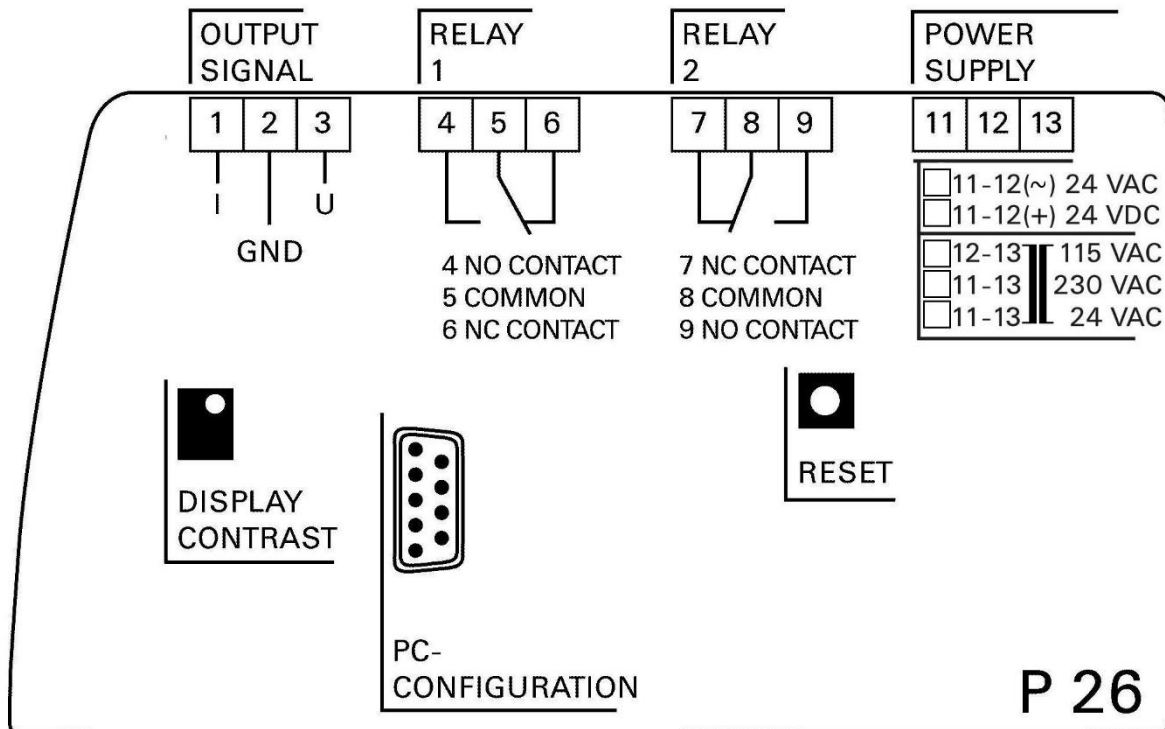 OUTPUT
SIGNAL
RELAY
1
RELAY
2
POWER
SUPPLY
1 2 3
4 5 6
7 8 9
11 12 13
I
GND
U
4 NO CONTACT
5 COMMON
6 NC CONTACT
7 NC CONTACT
8 COMMON
9 NO CONTACT
11-12(~) 24 VAC
11-12(+) 24 VDC
12-13 115 VAC
11-13 230 VAC
11-13 24 VAC
DISPLAY
CONTRAST
PC-
CONFIGURATION
RESET
P 26